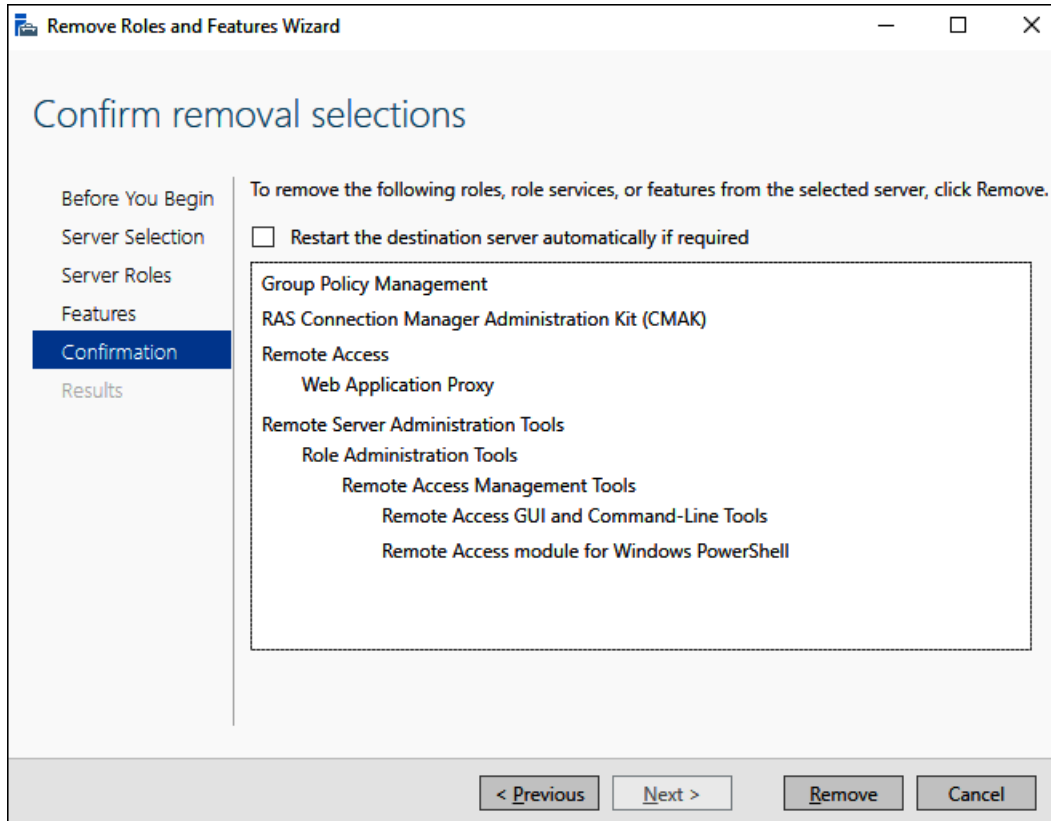 Remove Roles and Features Wizard
Confirm removal selections
Before You Begin
Server Selection
Server Roles
Features
Confirmation
Results
To remove the following roles, role services, or features from the selected server, click Remove.
Restart the destination server automatically if required
Group Policy Management
RAS Connection Manager Administration Kit (CMAK)
Remote Access
Web Application Proxy
Remote Server Administration Tools
Role Administration Tools
Remote Access Management Tools
Remote Access GUI and Command-Line Tools
Remote Access module for Windows PowerShell
< Previous
Next >
Remove
Cancel